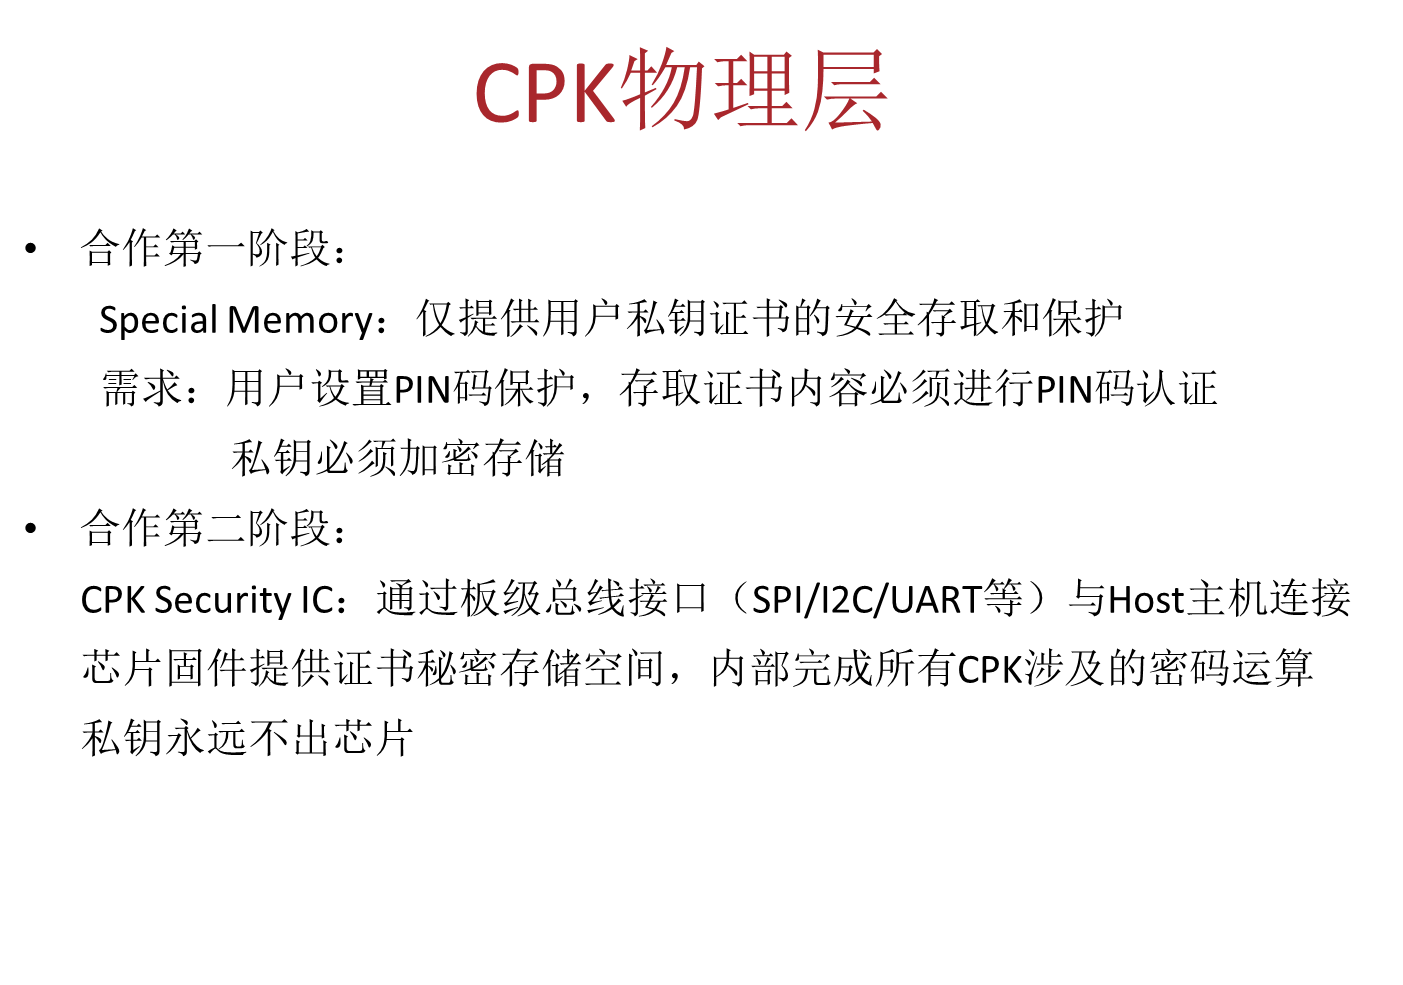 CPK物理层
• 合作第一阶段：
Special Memory：仅提供用户私钥证书的安全存取和保护
需求：用户设置PIN码保护，存取证书内容必须进行PIN码认证
私钥必须加密存储
• 合作第二阶段：
CPK Security IC：通过板级总线接口（SPI/I2C/UART等）与Host主机连接
芯片固件提供证书秘密存储空间，内部完成所有CPK涉及的密码运算
私钥永远不出芯片